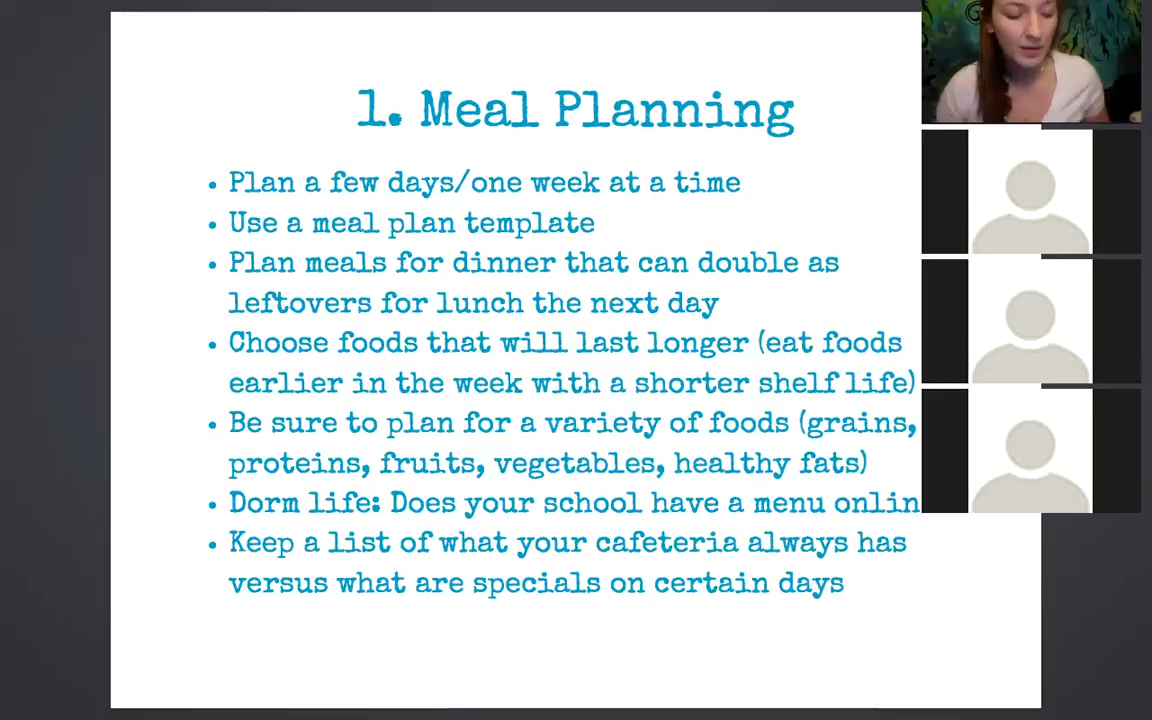 1. Meal Planning
• Plan a few days/one week at a time
• Use a meal plan template
• Plan meals for dinner that can double as
leftovers for lunch the next day
• Choose foods that will last longer (eat foods
earlier in the week with a shorter shelf life)
• Be sure to plan for a variety of foods (grains,
proteins, fruits, vegetables, healthy fats)
• Dorm life: Does your school have a menu onlin
• Keep a list of what your cafeteria always has
versus what are specials on certain days